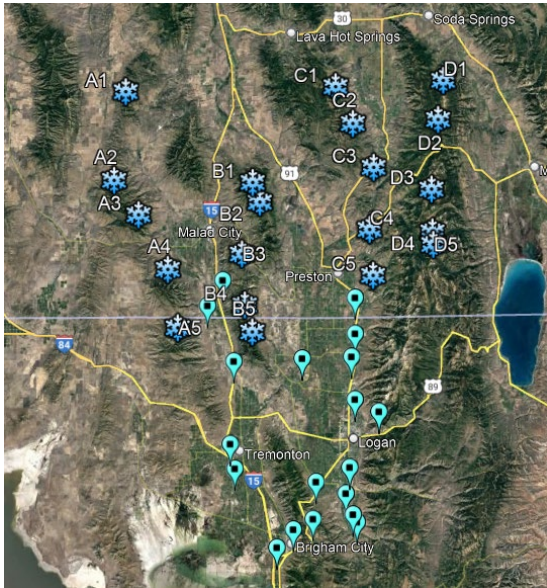 30
Soda Springs
Lava Hot Springs
A1
C1
D1
C2
91
D2
A2
C3
M
B1
D3
A3
15
B2
C4
Malad City
D4
D5
A4
B3
Preston
C5
B4
B5
A5
84
89
Logan
Tremonton
15
Brigham City